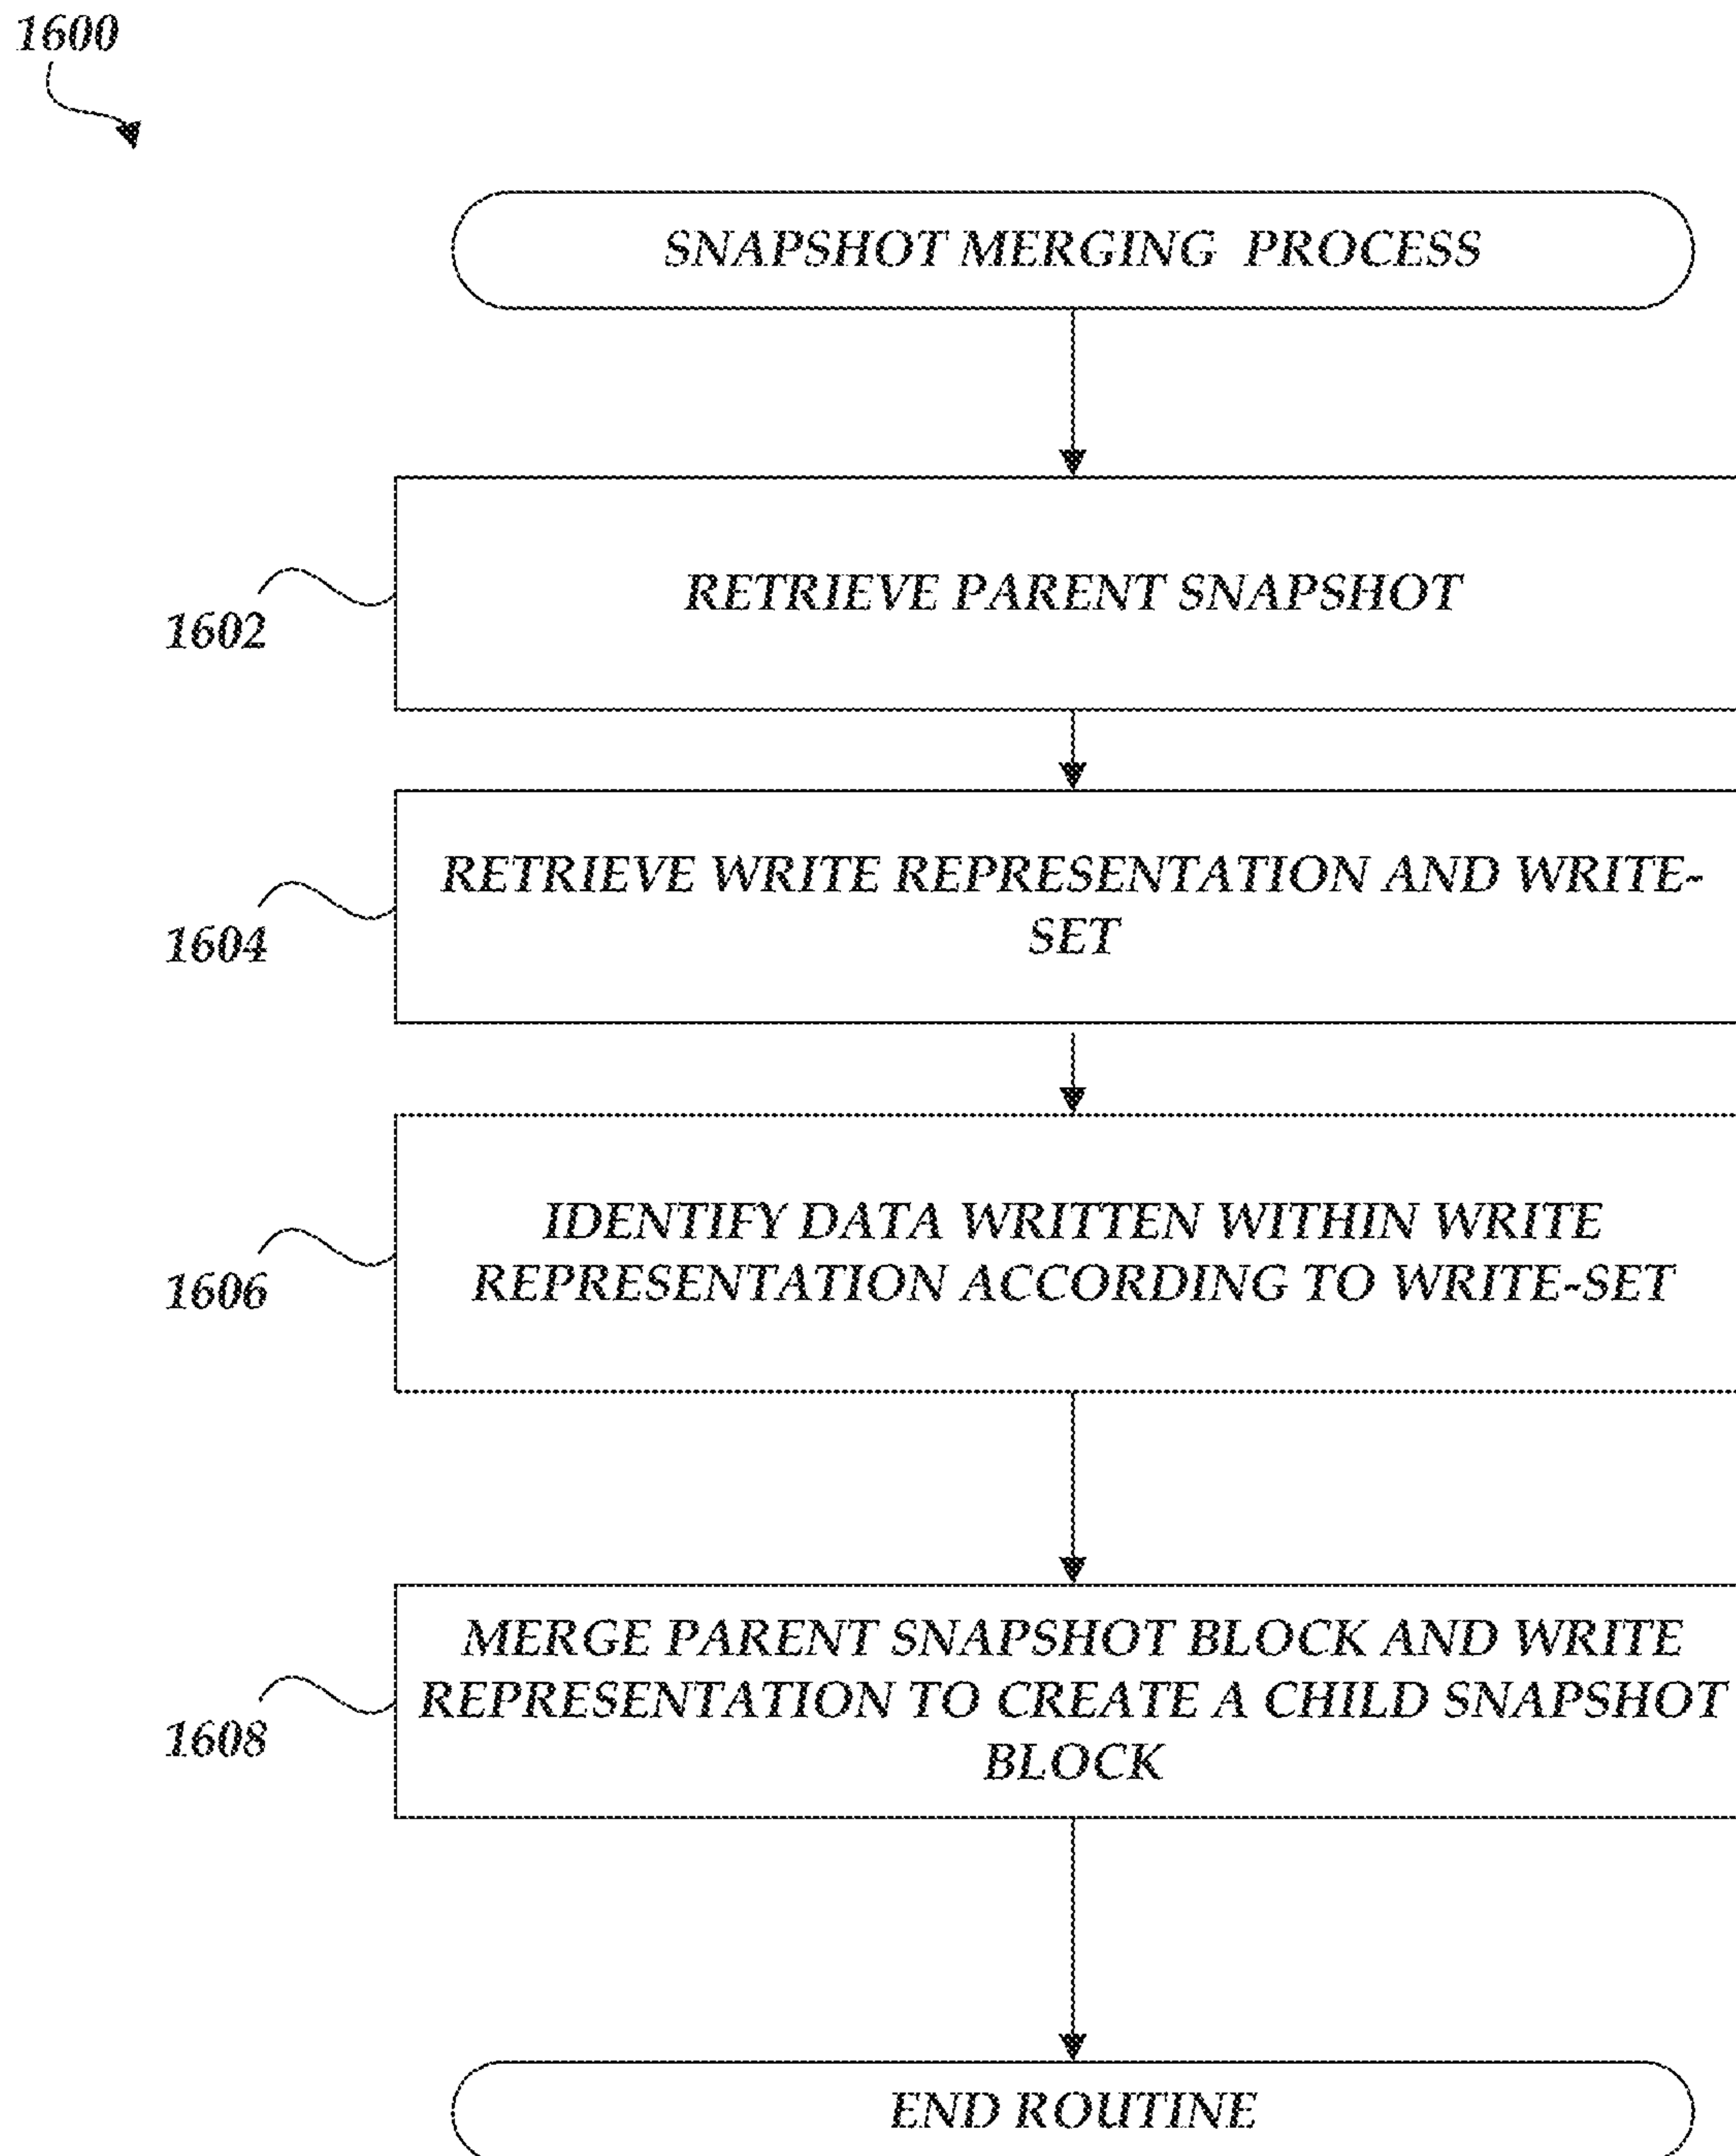 1600
SNAPSHOT MERGING PROCESS
RETRIEVE PARENT SNAPSHOT
1602
RETRIEVE WRITE REPRESENTATION AND WRITE-
SET
1604
IDENTIFY DATA WRITTEN WITHIN WRITE
REPRESENTATION ACCORDING TO WRITE-SET
1606
MERGE PARENT SNAPSHOT BLOCK AND WRITE
REPRESENTATION TO CREATE A CHILD SNAPSHOT
BLOCK
1608
END ROUTINE